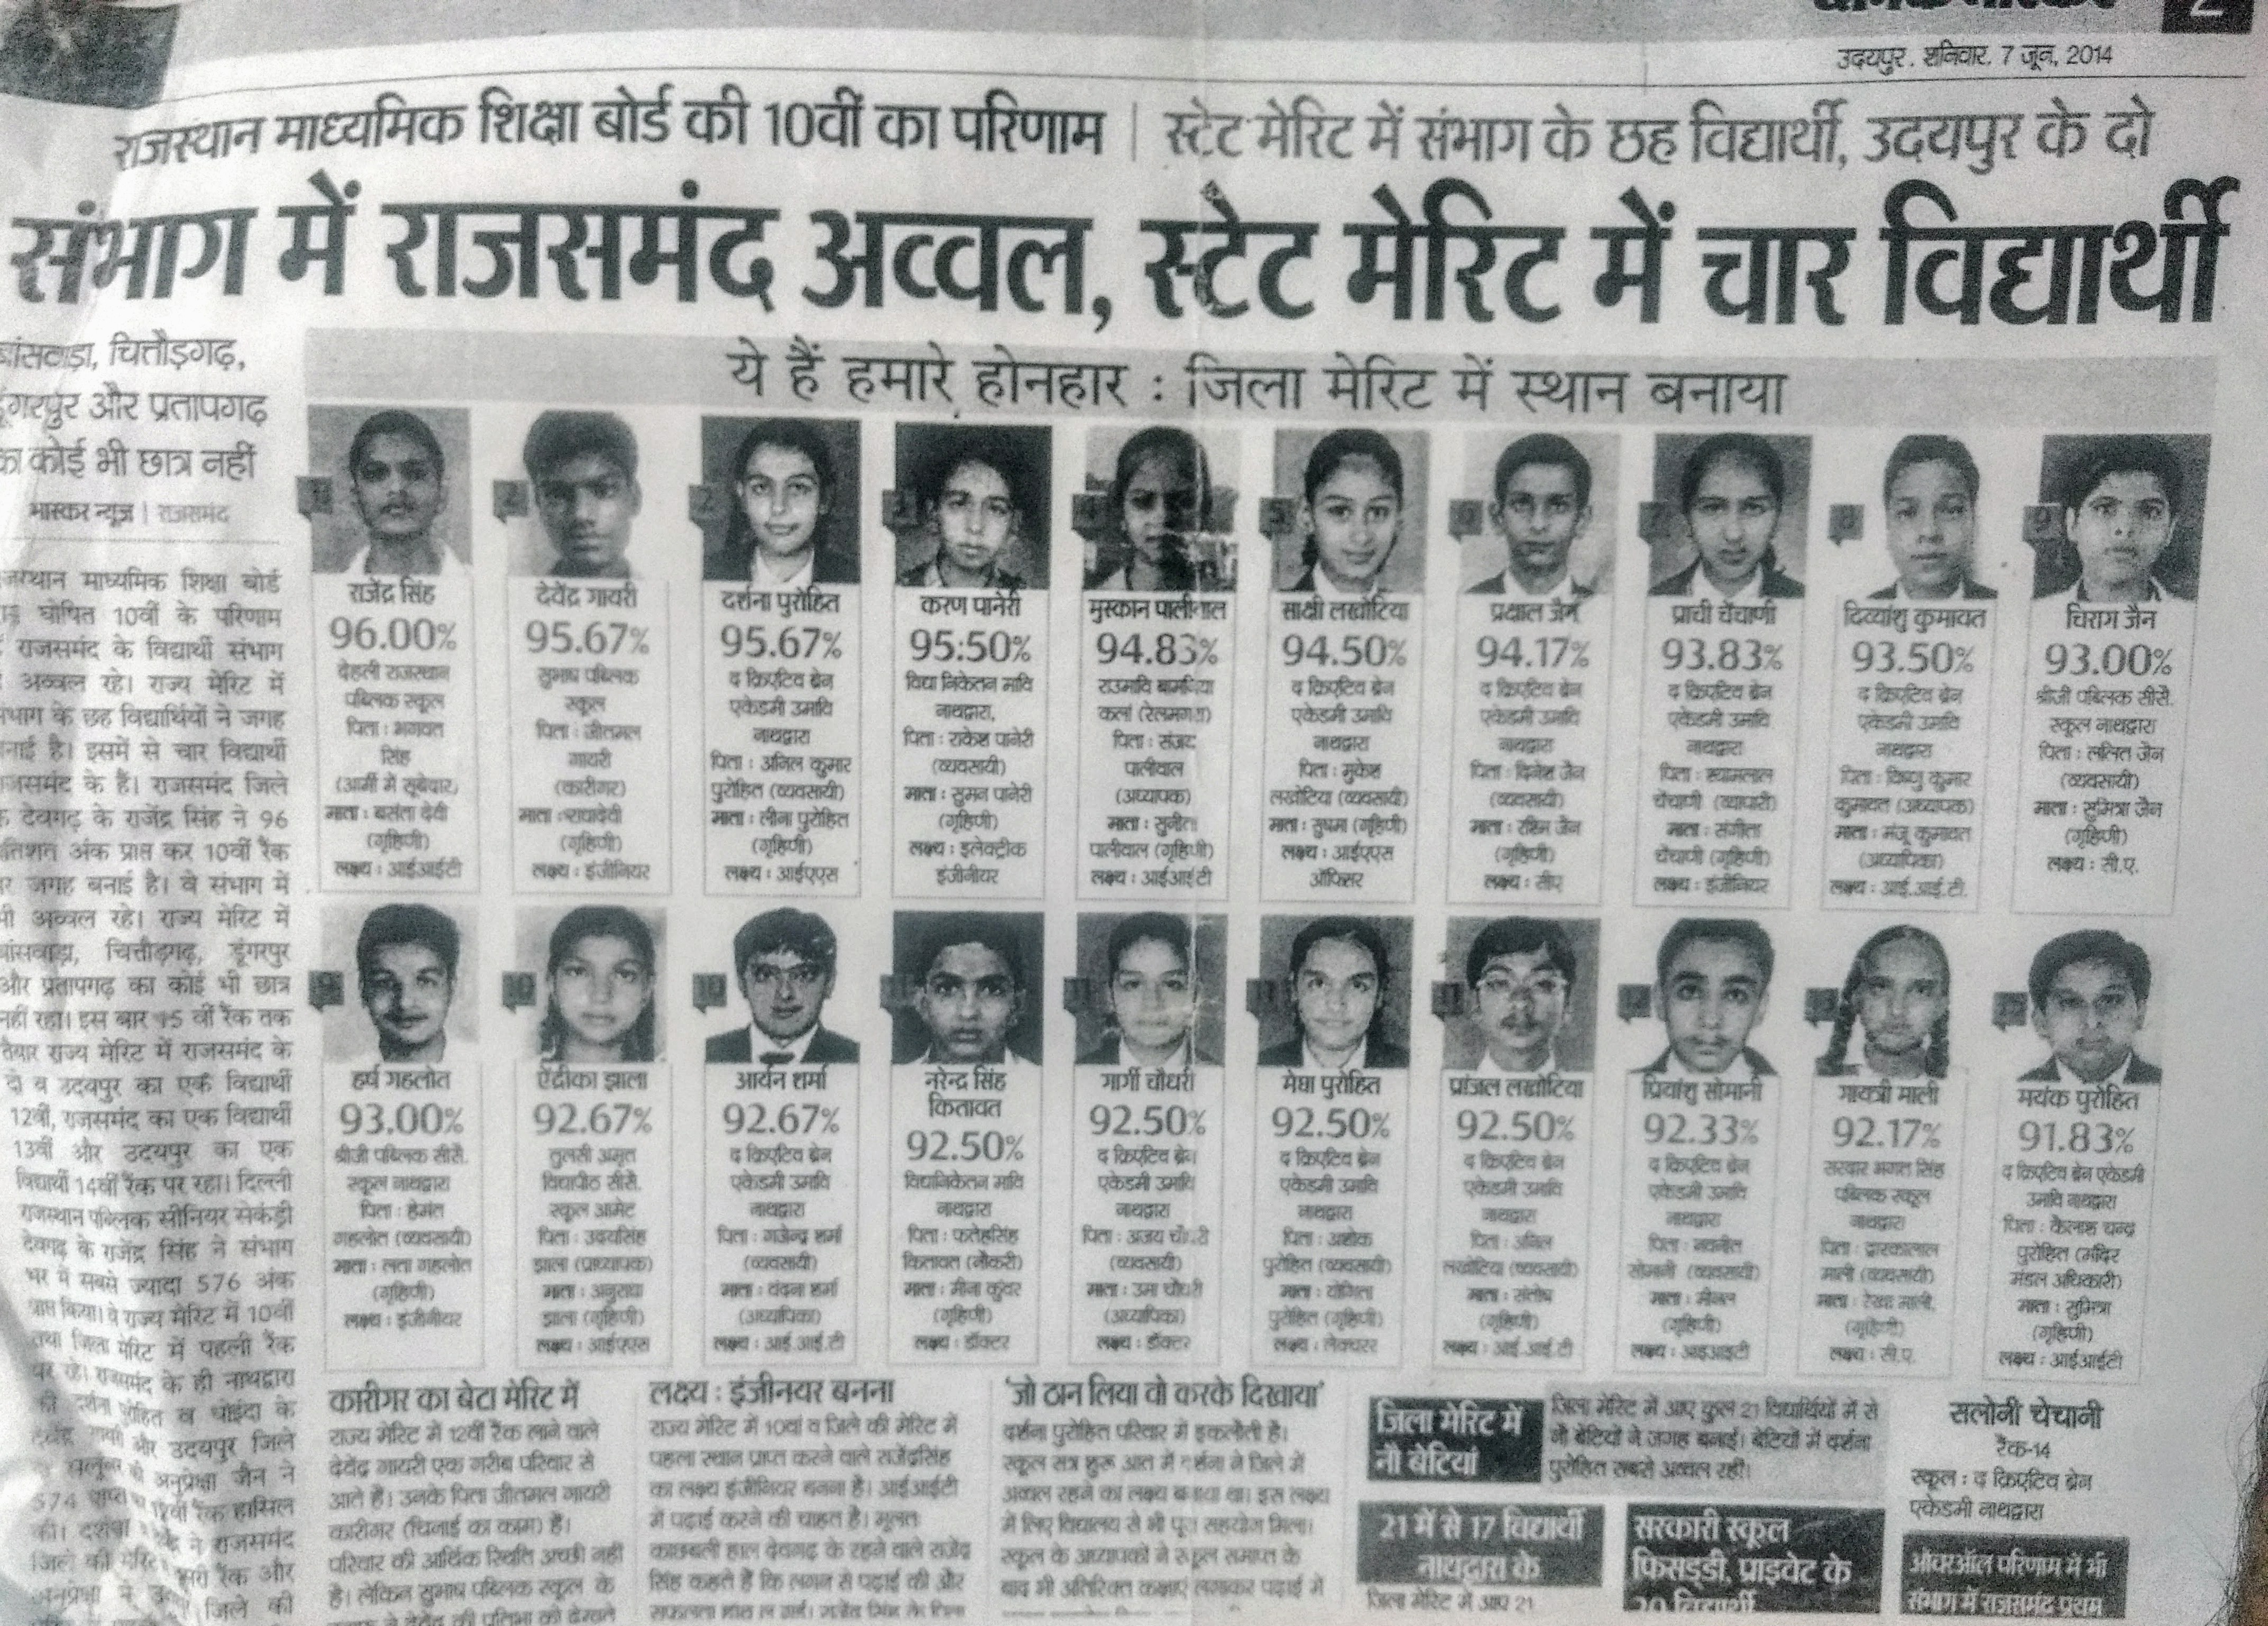 2
उदयपुर. शनिवार. 7 जून, 2014
राजस्थान माध्यमिक शिक्षा बोर्ड की 10वीं का परिणाम | स्टेट मेरिट में संभाग के छह विद्यार्थी, उदयपुर के दो
संभाग में राजसमंद अव्वल, स्टेट मेरिट में चार विद्यार्थी
बांसवाड़ा, चित्तौड़गढ़,
डूंगरपुर और प्रतापगढ़
का कोई भी छात्र नहीं
भास्कर न्यूज | राजसमंद
राजस्थान माध्यमिक शिक्षा बोर्ड
घोषित 10वीं के परिणाम
राजसमंद के विद्यार्थी संभाग
अव्वल रहे। राज्य मेरिट में
संभाग के छह विद्यार्थियों ने जगह
बनाई है। इसमें से चार विद्यार्थी
राजसमंद के हैं। राजसमंद जिले
के देवगढ़ के राजेंद्र सिंह ने 96
प्रतिशत अंक प्राप्त कर 10वीं रैंक
पर जगह बनाई है। वे संभाग में
भी अव्वल रहे। राज्य मेरिट में
बांसवाड़ा, चित्तौड़गढ़, डूंगरपुर
और प्रतापगढ़ का कोई भी छात्र
नहीं रहा। इस बार 15 वीं रैंक तक
तैयार राज्य मेरिट में राजसमंद के
दो व उदयपुर का एक विद्यार्थी
12वीं, राजसमंद का एक विद्यार्थी
13वीं और उदयपुर का एक
विद्यार्थी 14वीं रैंक पर रहा। दिल्ली
राजस्थान पब्लिक सीनियर सेकंड्री
देवगढ़ के राजेंद्र सिंह ने संभाग
भर में सबसे ज्यादा 576 अंक
प्राप्त किया। वे राज्य मेरिट में 10वीं
तथा जिला मेरिट में पहली रैंक
पर रहे। राजसमंद के ही नाथद्वारा
की दर्शना पुरोहित व
और उदयपुर जिले
अनुप्रेक्षा जैन ने
574 12वीं रैंक हासिल
की। दर्शना ने राजसमंद
जिले की रैंक और
अनुप्रेक्षा ने जिले की
ये हैं हमारे होनहार : जिला मेरिट में स्थान बनाया
1
राजेंद्र सिंह
96.00%
देहली राजस्थान
पब्लिक स्कूल
पिता : भगवत
सिंह
(आर्मी में सूबेदार)
माता : बसंता देवी
(गृहिणी)
लक्ष्य : आईआईटी
2
देवेंद्र गायरी
95.67%
सुभाष पब्लिक
स्कूल
पिता : जीतमल
गायरी
(कारीगर)
माता : राधादेवी
(गृहिणी)
लक्ष्य : इंजीनियर
2
दर्शना पुरोहित
95.67%
द क्रिएटिव ब्रेन
एकेडमी उमावि
नाथद्वारा
पिता : अनिल कुमार
पुरोहित (व्यवसायी)
माता : लीना पुरोहित
(गृहिणी)
लक्ष्य : आईएएस
3
करण पानेरी
95:50%
विद्या निकेतन मावि
नाथद्वारा,
पिता : राकेश पानेरी
(व्यवसायी)
माता : सुमन पानेरी
(गृहिणी)
लक्ष्य : इलेक्ट्रीक
इंजीनीयर
4
मुस्कान पालीवाल
94.83%
राउमावि बामनिया
कलां (रेलमगरा)
पिता : संजय
पालीवाल
(अध्यापक)
माता : सुनीता
पालीवाल (गृहिणी)
लक्ष्य : आईआईटी
5
साक्षी लखोटिया
94.50%
द क्रिएटिव ब्रेन
एकेडमी उमावि
नाथद्वारा
पिता : मुकेश
लखोटिया (व्यवसायी)
माता : सुषमा (गृहिणी)
लक्ष्य : आईएएस
ऑफिसर
6
प्रक्षाल जैन
94.17%
द क्रिएटिव ब्रेन
एकेडमी उमावि
नाथद्वारा
पिता : दिनेश जैन
(व्यवसायी)
माता : रश्मि जैन
(गृहिणी)
लक्ष्य : सीए
7
प्राची चेचाणी
93.83%
द क्रिएटिव ब्रेन
एकेडमी उमावि
नाथद्वारा
पिता : श्यामलाल
चेचाणी (व्यापारी)
माता : संगीता
चेचाणी (गृहिणी)
लक्ष्य : इंजीनियर
8
दिव्यांशु कुमावत
93.50%
द क्रिएटिव ब्रेन
एकेडमी उमावि
नाथद्वारा
पिता : विष्णु कुमार
कुमावत (अध्यापक)
माता : मंजू कुमावत
(अध्यापिका)
लक्ष्य : आई.आई.टी.
9
चिराग जैन
93.00%
श्रीजी पब्लिक सीसै.
स्कूल नाथद्वारा
पिता : ललित जैन
(व्यवसायी)
माता : सुमित्रा जैन
(गृहिणी)
लक्ष्य : सी.ए.
9
हर्ष गहलोत
93.00%
श्रीजी पब्लिक सीसै.
स्कूल नाथद्वारा
पिता : हेमंत
गहलोत (व्यवसायी)
माता : लता गहलोत
(गृहिणी)
लक्ष्य : इंजीनीयर
10
ऐंद्रीका झाला
92.67%
तुलसी अमृत
विद्यापीठ सीसै.
स्कूल आमेट
पिता : उदयसिंह
झाला (प्राध्यापक)
माता : अनुराधा
झाला (गृहिणी)
लक्ष्य : आईएएस
10
आर्यन शर्मा
92.67%
द क्रिएटिव ब्रेन
एकेडमी उमावि
नाथद्वारा
पिता : गजेन्द्र शर्मा
(व्यवसायी)
माता : वंदना शर्मा
(अध्यापिका)
लक्ष्य : आई.आई.टी
नरेन्द्र सिंह
कितावत
92.50%
विद्यानिकेतन मावि
नाथद्वारा
पिता : फतेहसिंह
कितावत (नौकरी)
माता : मीना कुंवर
(गृहिणी)
लक्ष्य : डॉक्टर
11
गार्गी चौधरी
92.50%
द क्रिएटिव ब्रेन
एकेडमी उमावि
नाथद्वारा
पिता : अजय चौधरी
(व्यवसायी)
माता : उमा चौधरी
(अध्यापिका)
लक्ष्य : डॉक्टर
11
मेघा पुरोहित
92.50%
द क्रिएटिव ब्रेन
एकेडमी उमावि
नाथद्वारा
पिता : अशोक
पुरोहित (व्यवसायी)
माता : योगिता
पुरोहित (गृहिणी)
लक्ष्य : लेक्चरर
11
प्रांजल लखोटिया
92.50%
द क्रिएटिव ब्रेन
एकेडमी उमावि
नाथद्वारा
पिता : अनिल
लखोटिया (व्यवसायी)
माता : संतोष
(गृहिणी)
लक्ष्य : आई.आई.टी
12
प्रियांशु सोमानी
92.33%
द क्रिएटिव ब्रेन
एकेडमी उमावि
नाथद्वारा
पिता : नवनीत
सोमानी (व्यवसायी)
माता : मीनल
(गृहिणी)
लक्ष्य : आइआइटी
गायत्री माली
92.17%
सरदार भगत सिंह
पब्लिक स्कूल
नाथद्वारा
पिता : द्वारकालाल
माली (व्यवसायी)
माता : रेखा माली,
(गृहिणी)
लक्ष्य : सी.ए.
मयंक पुरोहित
91.83%
द क्रिएटिव ब्रेन एकेडमी
उमावि नाथद्वारा
पिता : कैलाश चन्द्र
पुरोहित (मंदिर
मंडल अधिकारी)
माता : सुमित्रा
(गृहिणी)
लक्ष्य : आईआईटी
कारीगर का बेटा मेरिट में
राज्य मेरिट में 12वीं रैंक लाने वाले
देवेंद्र गायरी एक गरीब परिवार से
आते है। उनके पिता जीतमल गायरी
कारीगर (चिनाई का काम) है।
परिवार की आर्थिक स्थिति अच्छी नहीं
है। लेकिन सुभाष पब्लिक स्कूल के
ने देवेंद्र की प्रतिभा को देखते
लक्ष्य : इंजीनयर बनना
राज्य मेरिट में 10वां व जिले की मेरिट में
पहला स्थान प्राप्त करने वाले राजेंद्रसिंह
का लक्ष्य इंजीनियर बनना है। आईआईटी
में पढ़ाई करने की चाहत है। मूलत
काछबली हाल देवगढ़ के रहने वाले राजेंद्र
सिंह कहते हैं कि लगन से पढ़ाई की और
'जो ठान लिया वो करके दिखाया'
दर्शना पुरोहित परिवार में इकलौती है।
स्कूल सत्र शुरू आत में दर्शना ने जिले में
अव्वल रहने का लक्ष्य बनाया था। इस लक्ष्य
में लिए विद्यालय से भी पूरा सहयोग मिला।
स्कूल के अध्यापकों ने स्कूल समाप्त के
बाद भी अतिरिक्त कक्षाएं लगाकर पढ़ाई में
जिला मेरिट में
नौ बेटियां
जिला मेरिट में आए कुल 21 विद्यार्थियों में से
नौ बेटियों ने जगह बनाई। बेटियों में दर्शना
पुरोहित सबसे अव्वल रही।
21 में से 17 विद्यार्थी
नाथद्वारा के
जिला मेरिट में आए 21
सरकारी स्कूल
फिसड्डी, प्राइवेट के
20 विद्यार्थी
सलोनी चेचानी
रैंक-14
स्कूल : द क्रिएटिव ब्रेन
एकेडमी नाथद्वारा
ओवरऑल परिणाम में भी
संभाग में राजसमंद प्रथम